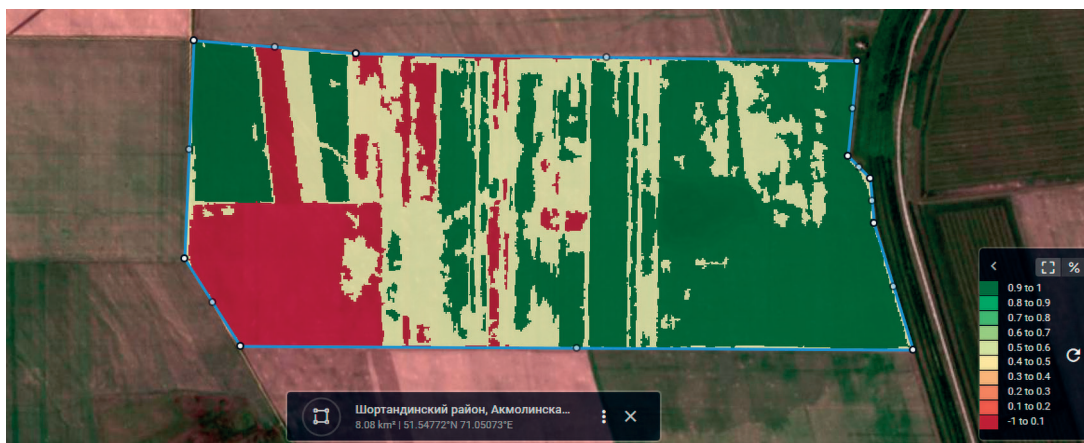 %
0.9 to 1
0.8 to 0.9
0.7 to 0.8
0.6 to 0.7
0.5 to 0.6
0.4 to 0.5
0.3 to 0.4
0.2 to 0.3
0.1 to 0.2
-1 to 0.1
Шортандинский район, Акмолинска...
8.08 km² | 51.54772°N 71.05073°E